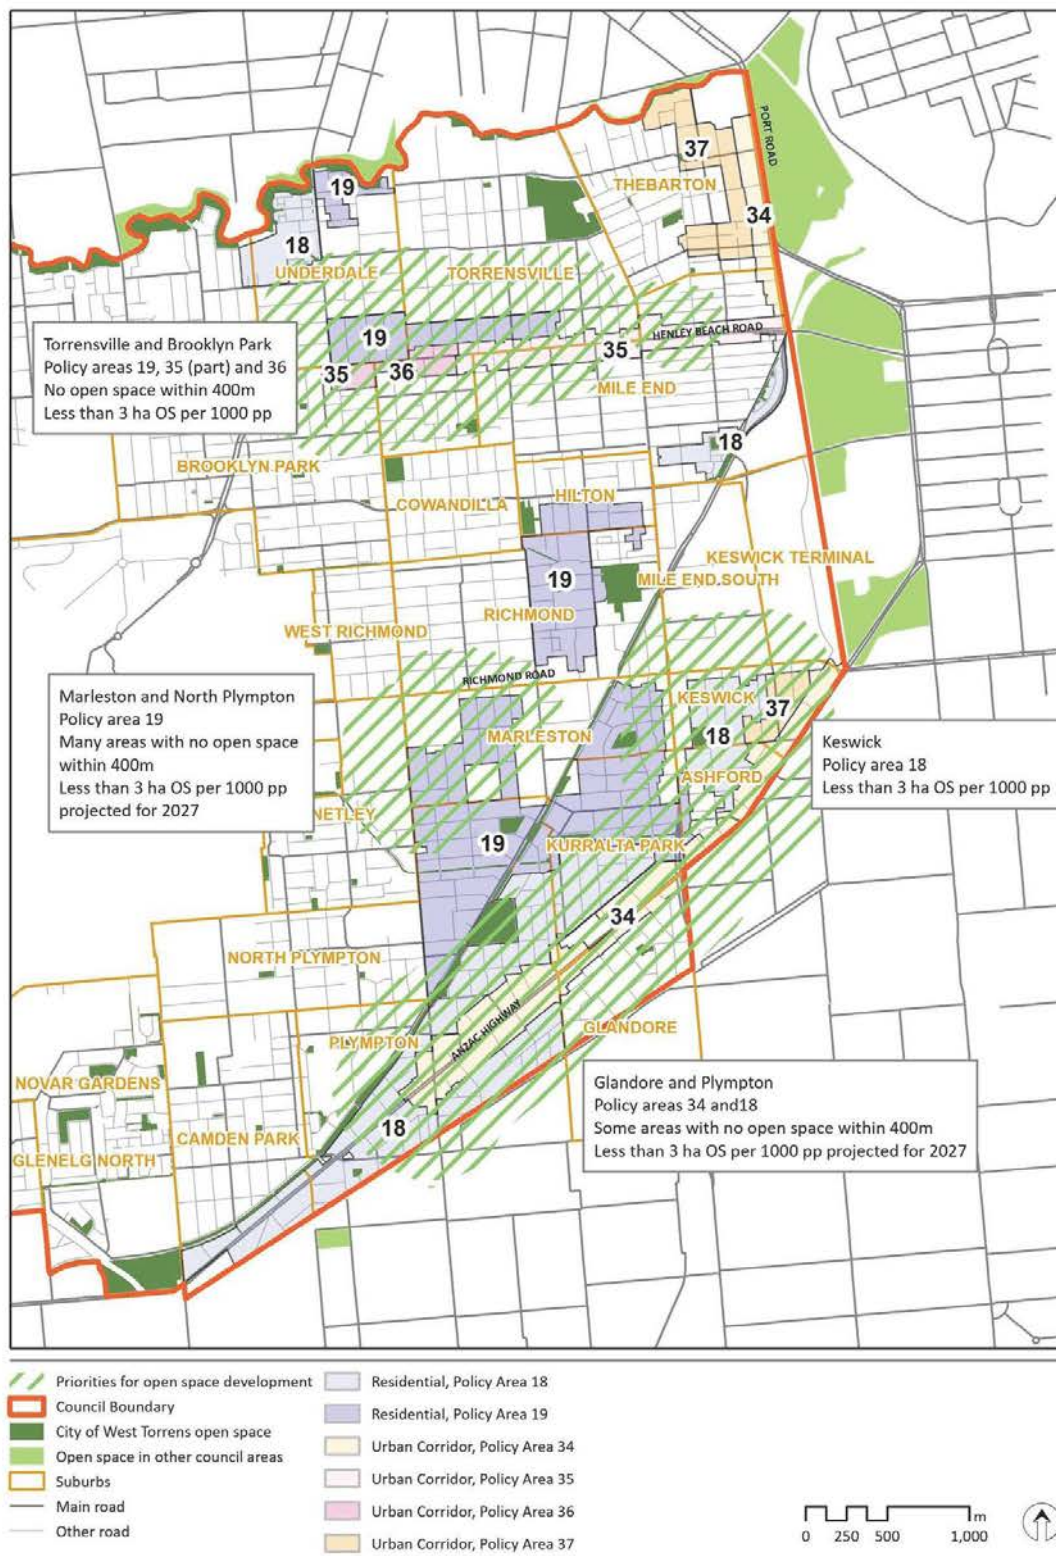 PORT ROAD
37
THEBARTON
19
34
18
UNDERDALE
TORRENSVILLE
HENLEY BEACH ROAD
19
35
35
36
MILE END
Torrensville and Brooklyn Park
Policy areas 19, 35 (part) and 36
No open space within 400m
Less than 3 ha OS per 1000 pp
18
BROOKLYN PARK
COWANDILLA
HILTON
KESWICK TERMINAL
19
MILE END SOUTH
RICHMOND
WEST RICHMOND
RICHMOND ROAD
Marleston and North Plympton
Policy area 19
Many areas with no open space
within 400m
Less than 3 ha OS per 1000 pp
projected for 2027
KESWICK
37
18
MARLESTON
ASHFORD
Keswick
Policy area 18
Less than 3 ha OS per 1000 pp
NETLEY
19
KURRALTA PARK
34
NORTH PLYMPTON
ANZAC HIGHWAY
GLANDORE
PLYMPTON
NOVAR GARDENS
18
CAMDEN PARK
GLENELG NORTH
Glandore and Plympton
Policy areas 34 and18
Some areas with no open space within 400m
Less than 3 ha OS per 1000 pp projected for 2027
Priorities for open space development
Council Boundary
City of West Torrens open space
Open space in other council areas
Suburbs
Main road
Other road
Residential, Policy Area 18
Residential, Policy Area 19
Urban Corridor, Policy Area 34
Urban Corridor, Policy Area 35
Urban Corridor, Policy Area 36
Urban Corridor, Policy Area 37
m
0 250 500 1,000